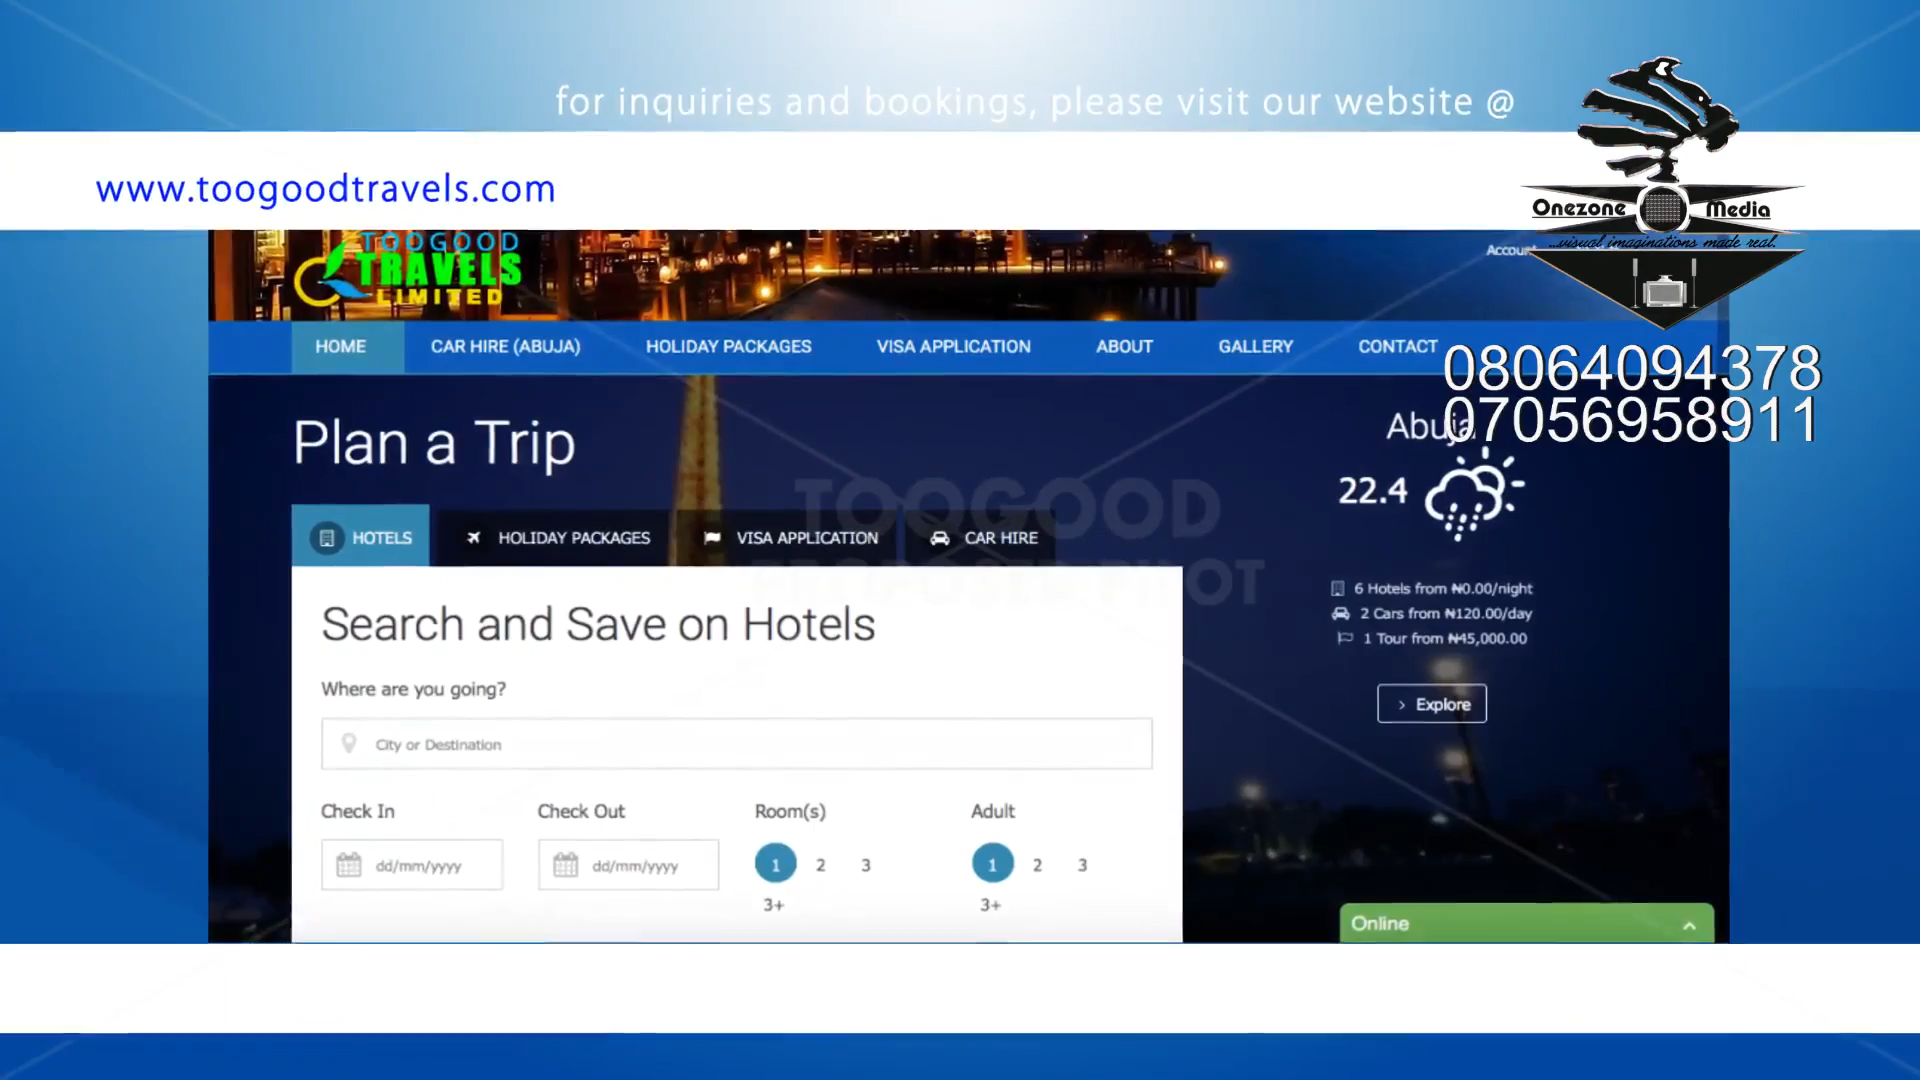 for inquiries and bookings, please visit our website @
www.toogoodtravels.com
Onezone Media
...visual imaginations made real.
TOOGOOD
TRAVELS
LIMITED
Account
HOME CAR HIRE (ABUJA) HOLIDAY PACKAGES VISA APPLICATION ABOUT GALLERY CONTACT
08064094378
07056958911
Plan a Trip
Abuja
22.4
TOOGOOD
PROPOSED PILOT
HOTELS HOLIDAY PACKAGES VISA APPLICATION CAR HIRE
6 Hotels from ₦0.00/night
2 Cars from ₦120.00/day
1 Tour from ₦45,000.00
Explore
Search and Save on Hotels
Where are you going?
City or Destination
Check In Check Out Room(s) Adult
dd/mm/yyyy dd/mm/yyyy 1 2 3 1 2 3
3+ 3+
Online